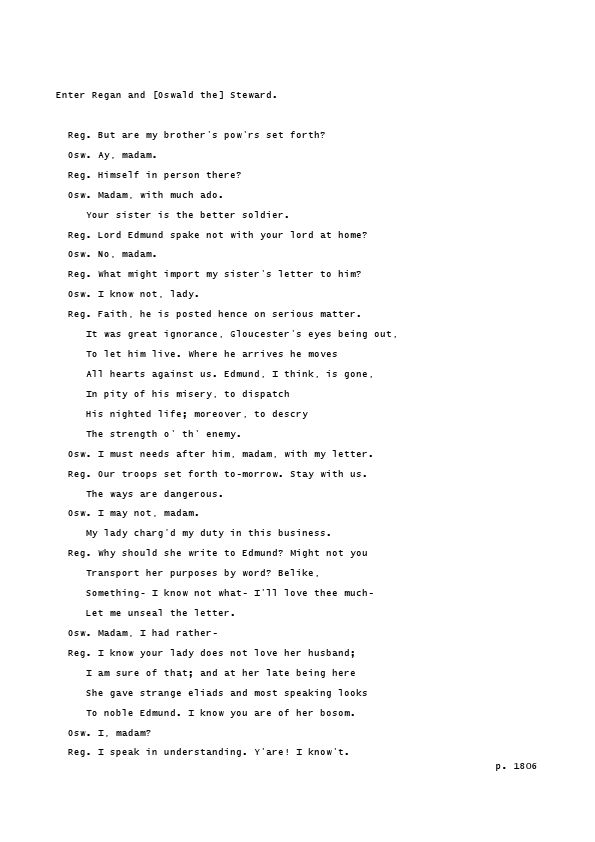 Enter Regan and [Oswald the] Steward.
Reg. But are my brother's pow'rs set forth?
Osw. Ay, madam.
Reg. Himself in person there?
Osw. Madam, with much ado.
Your sister is the better soldier.
Reg. Lord Edmund spake not with your lord at home?
Osw. No, madam.
Reg. What might import my sister's letter to him?
Osw. I know not, lady.
Reg. Faith, he is posted hence on serious matter.
It was great ignorance, Gloucester's eyes being out,
To let him live. Where he arrives he moves
All hearts against us. Edmund, I think, is gone,
In pity of his misery, to dispatch
His nighted life; moreover, to descry
The strength o' th' enemy.
Osw. I must needs after him, madam, with my letter.
Reg. Our troops set forth to-morrow. Stay with us.
The ways are dangerous.
Osw. I may not, madam.
My lady charg'd my duty in this business.
Reg. Why should she write to Edmund? Might not you
Transport her purposes by word? Belike,
Something- I know not what- I'll love thee much-
Let me unseal the letter.
Osw. Madam, I had rather-
Reg. I know your lady does not love her husband;
I am sure of that; and at her late being here
She gave strange eliads and most speaking looks
To noble Edmund. I know you are of her bosom.
Osw. I, madam?
Reg. I speak in understanding. Y'are! I know't.
p. 1806